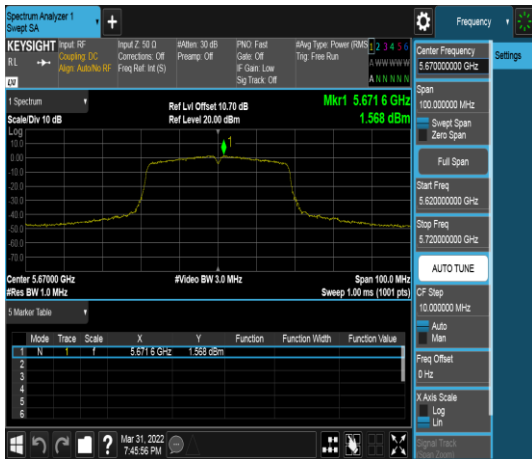 Spectrum Analyzer 1
Swept SA
Frequency
Settings
KEYSIGHT
RL
LXI
Input: RF
Coupling: DC
Align: Auto/No RF
Input Z: 50 Ω
Corrections: Off
Freq Ref: Int (S)
#Atten: 30 dB
Preamp: Off
PNO: Fast
Gate: Off
IF Gain: Low
Sig Track: Off
#Avg Type: Power (RMS
Trig: Free Run
1 2 3 4 5 6
A W W W W W
A N N N N N
1 Spectrum
Scale/Div 10 dB
Ref Lvl Offset 10.70 dB
Ref Level 20.00 dBm
Mkr1 5.671 6 GHz
1.568 dBm
Log
10.0
0.00
-10.0
-20.0
-30.0
-40.0
-50.0
-60.0
-70.0
1
Center 5.67000 GHz
#Res BW 1.0 MHz
#Video BW 3.0 MHz
Span 100.0 MHz
Sweep 1.00 ms (1001 pts)
5 Marker Table
Mode Trace Scale X Y Function Function Width Function Value
1 N 1 f 5.671 6 GHz 1.568 dBm
2
3
4
5
6
Mar 31, 2022
7:45:56 PM
Center Frequency
5.670000000 GHz
Span
100.000000 MHz
Swept Span
Zero Span
Full Span
Start Freq
5.620000000 GHz
Stop Freq
5.720000000 GHz
AUTO TUNE
CF Step
10.000000 MHz
Auto
Man
Freq Offset
0 Hz
X Axis Scale
Log
Lin
Signal Track
(Span Zoom)